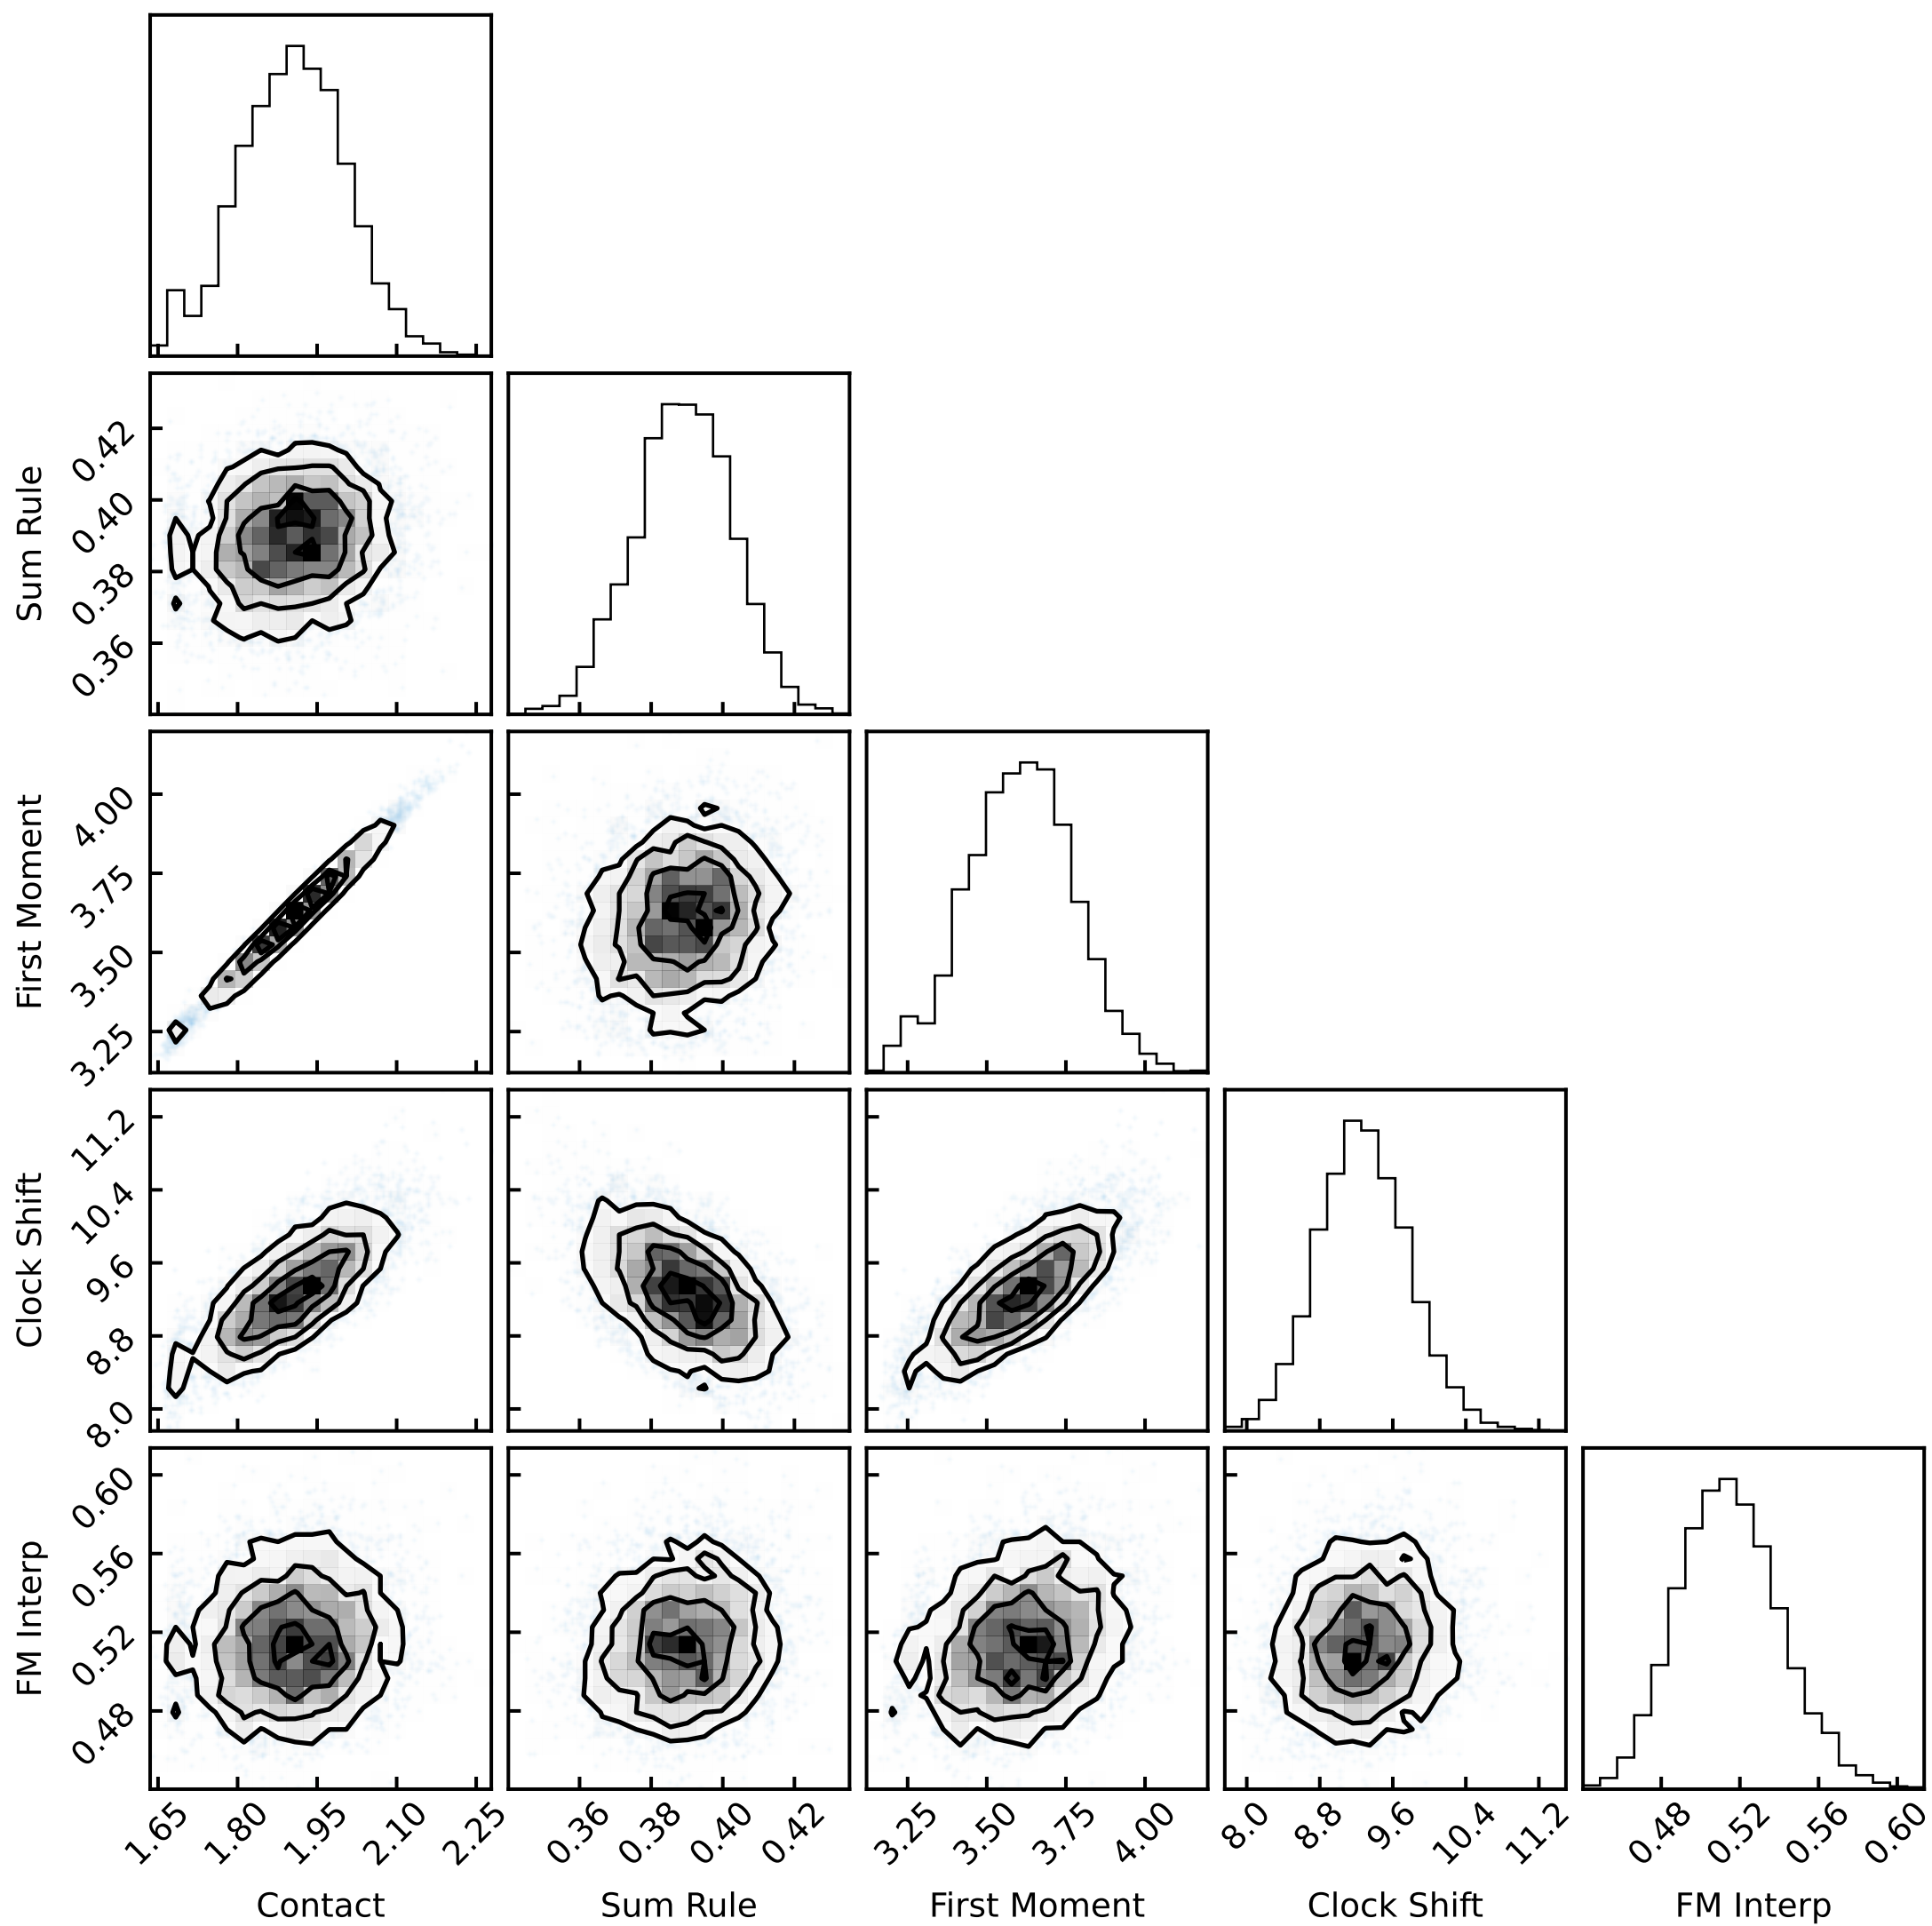 Sum Rule
0.42
0.40
0.38
0.36
First Moment
4.00
3.75
3.50
3.25
Clock Shift
11.2
10.4
9.6
8.8
8.0
FM Interp
0.60
0.56
0.52
0.48
1.65 1.80 1.95 2.10 2.25
0.36 0.38 0.40 0.42
3.25 3.50 3.75 4.00
8.0 8.8 9.6 10.4 11.2
0.48 0.52 0.56 0.60
Contact
Sum Rule
First Moment
Clock Shift
FM Interp